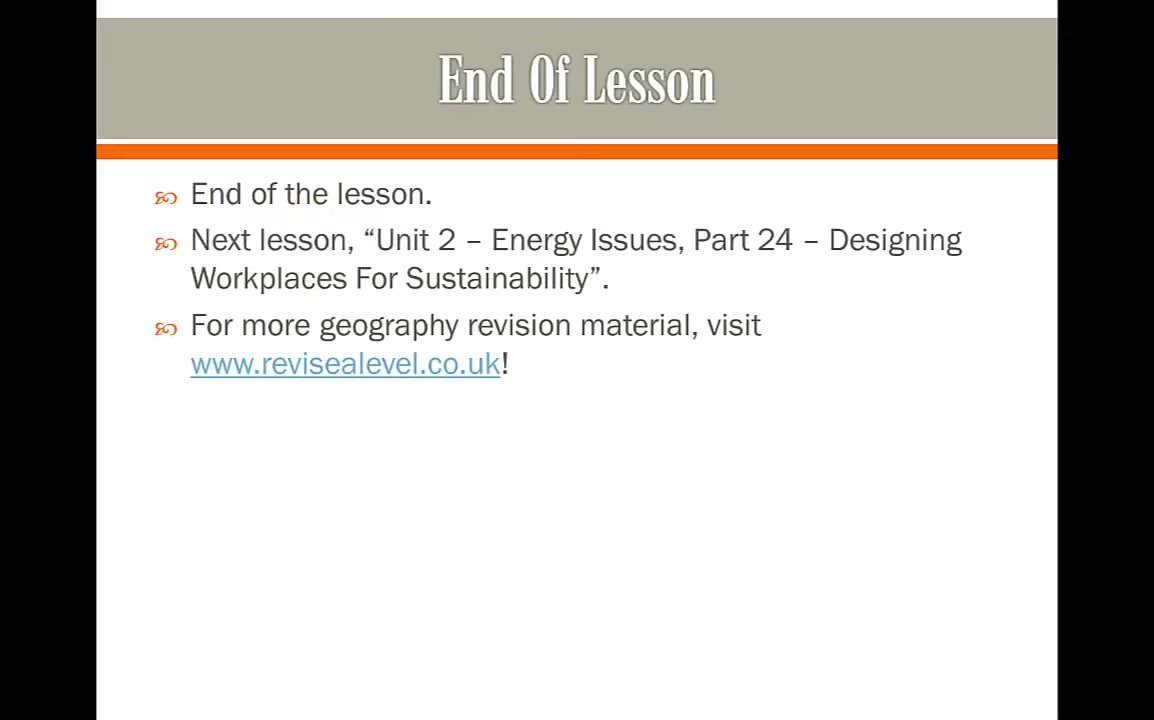 End Of Lesson
End of the lesson.
Next lesson, “Unit 2 – Energy Issues, Part 24 – Designing
Workplaces For Sustainability”.
For more geography revision material, visit
www.revisealevel.co.uk!